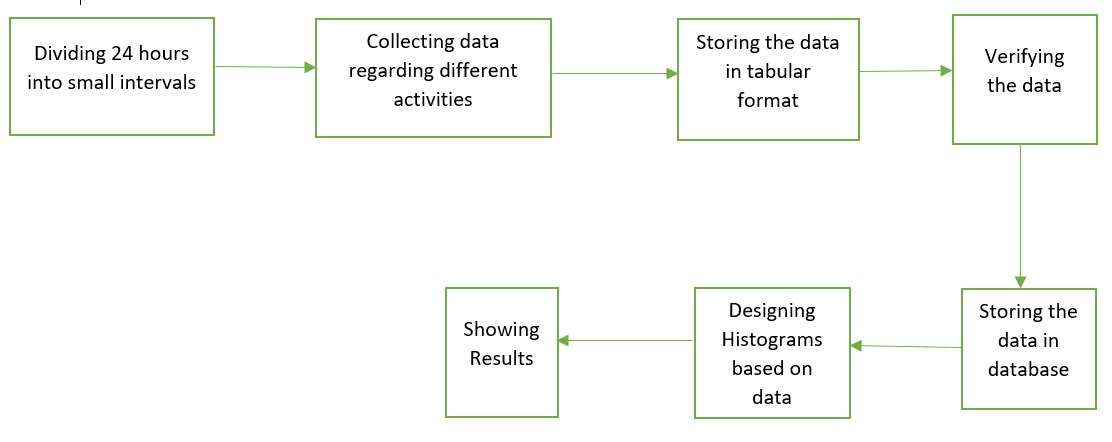 Dividing 24 hours
into small intervals
Collecting data
regarding different
activities
Storing the data
in tabular
format
Verifying
the data
Storing the
data in
database
Designing
Histograms
based on
data
Showing
Results